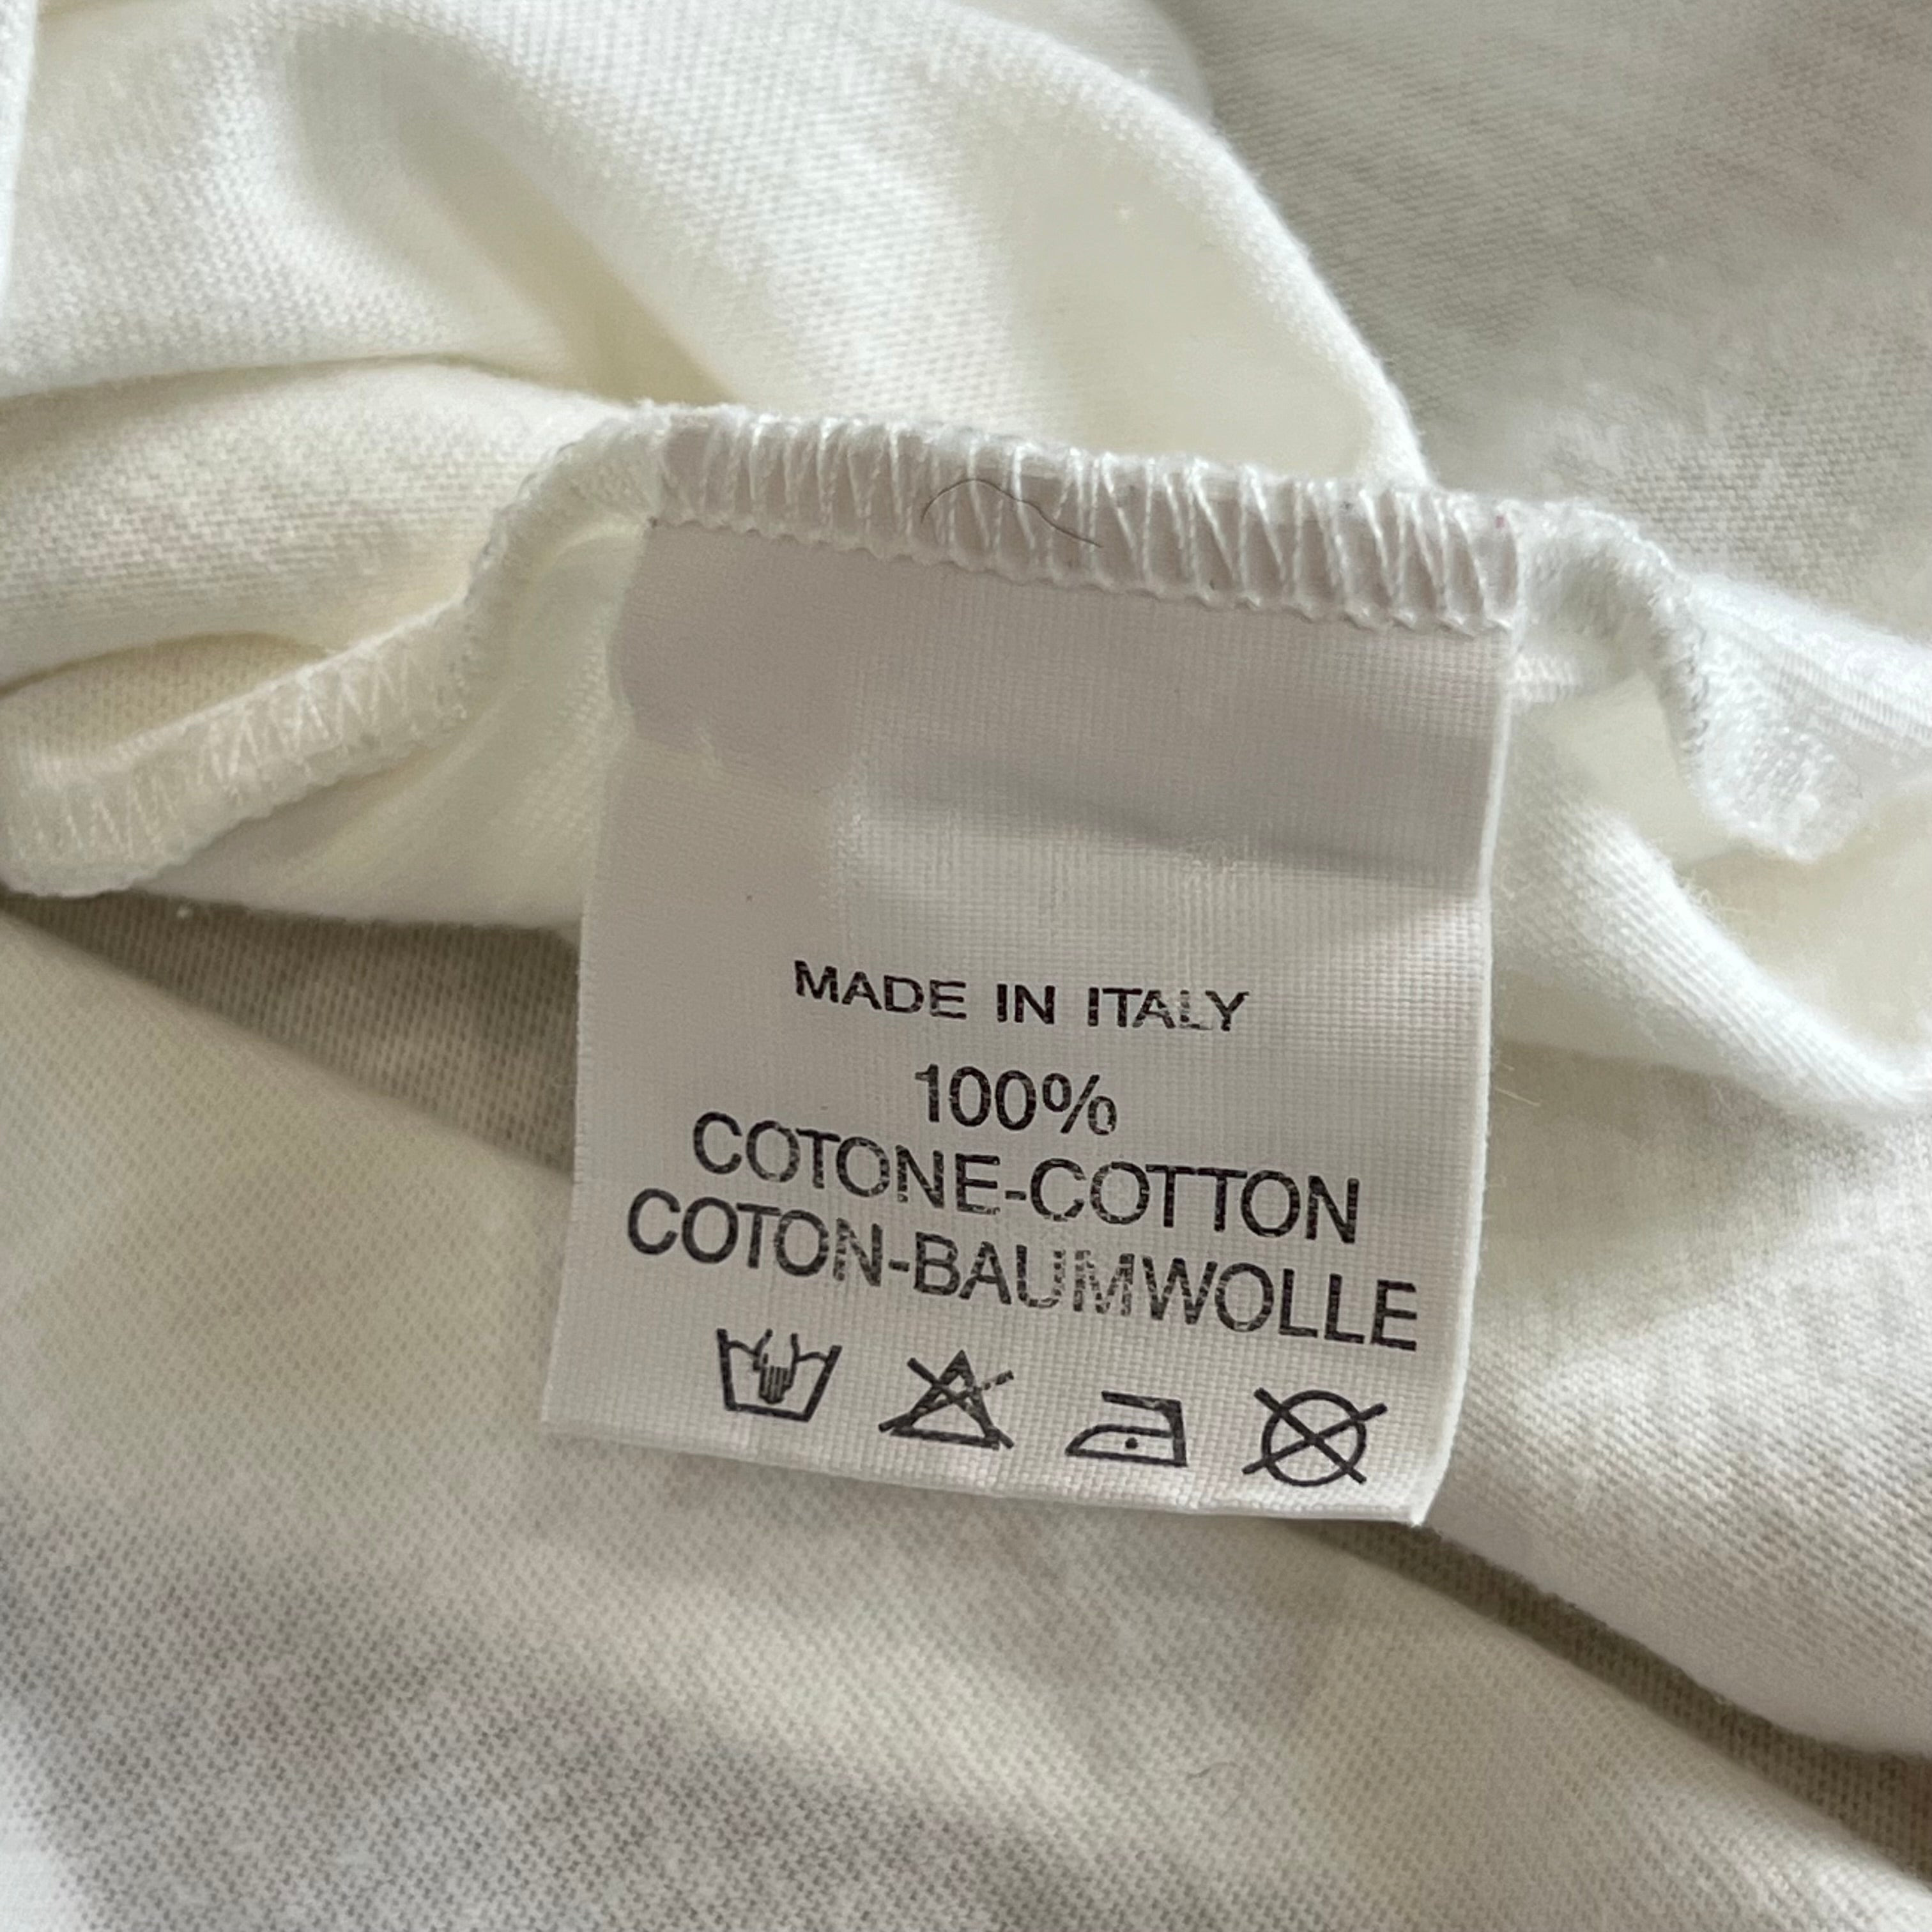 MADE IN ITALY
100%
COTONE-COTTON
COTON-BAUMWOLLE